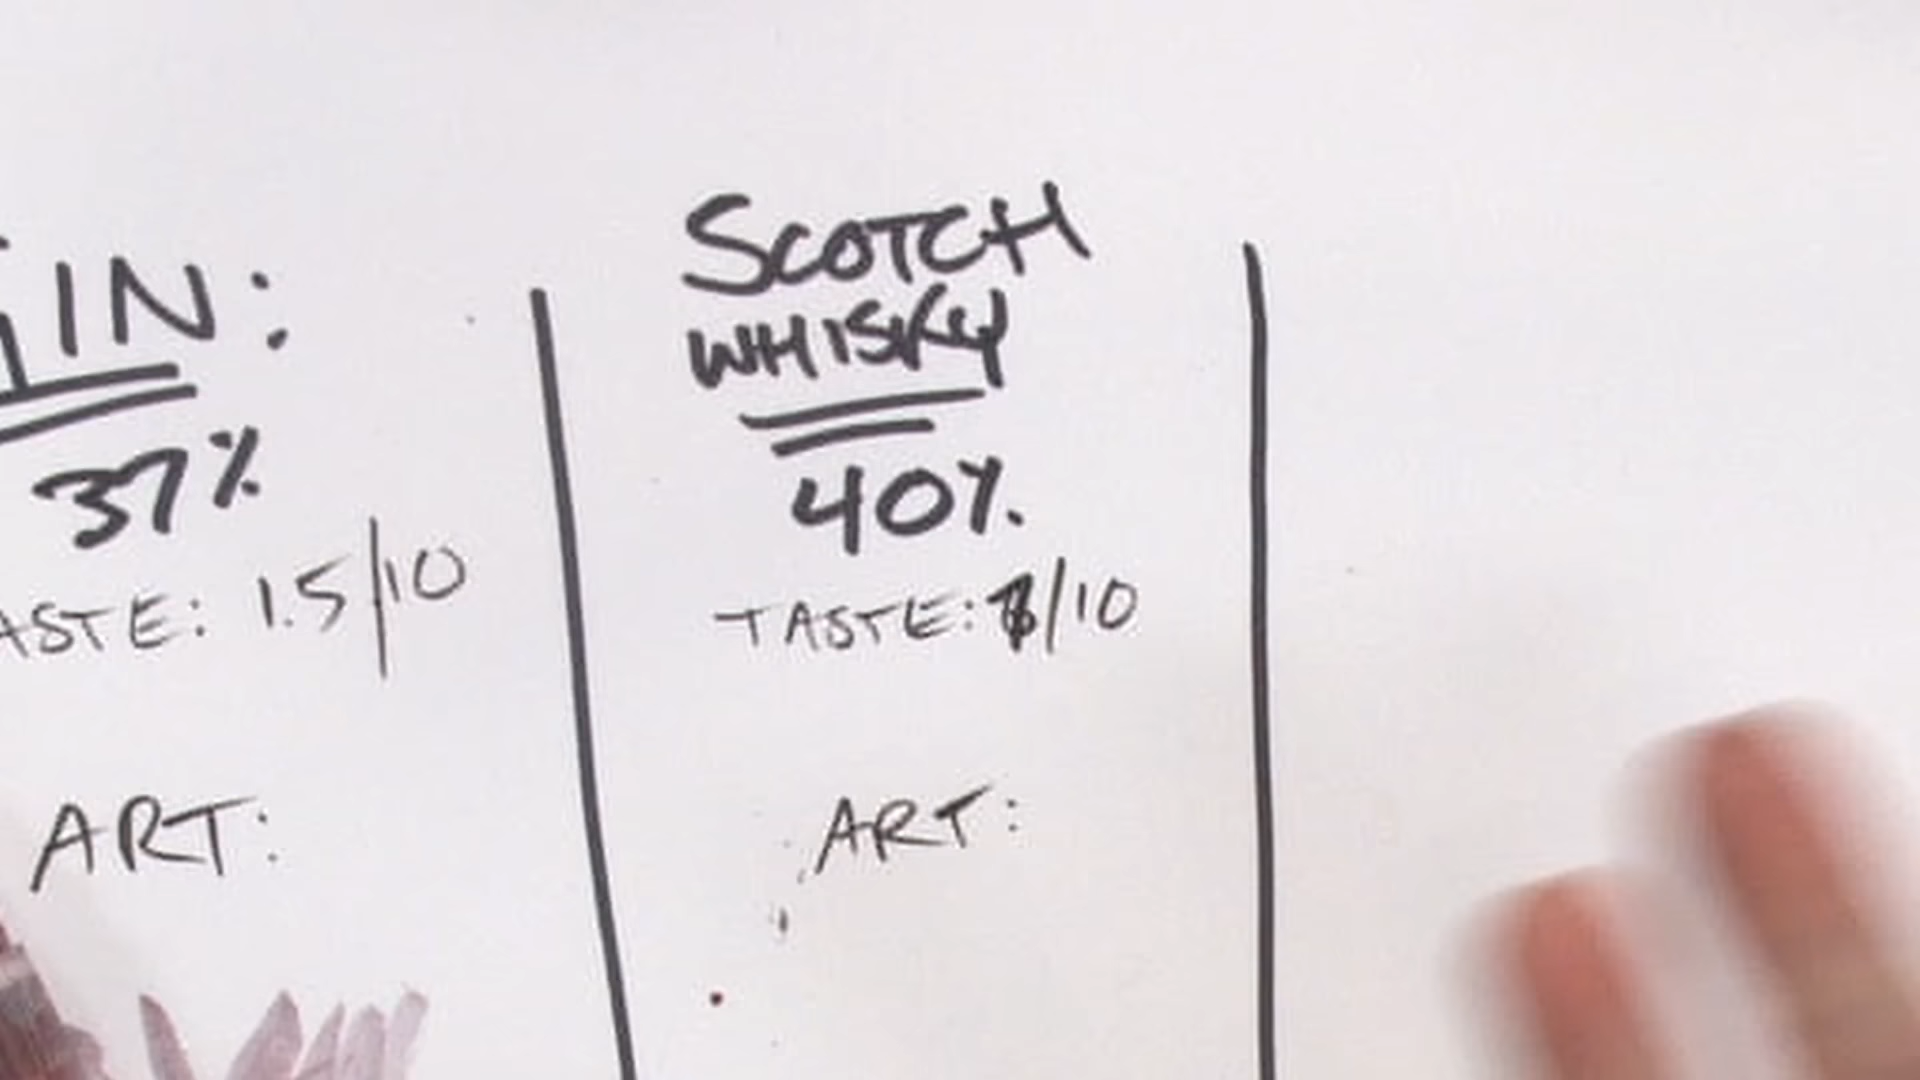 IN:
37%
ASTE: 1.5/10
ART:
SCOTCH
WHISKY
40%
TASTE: /10
ART: